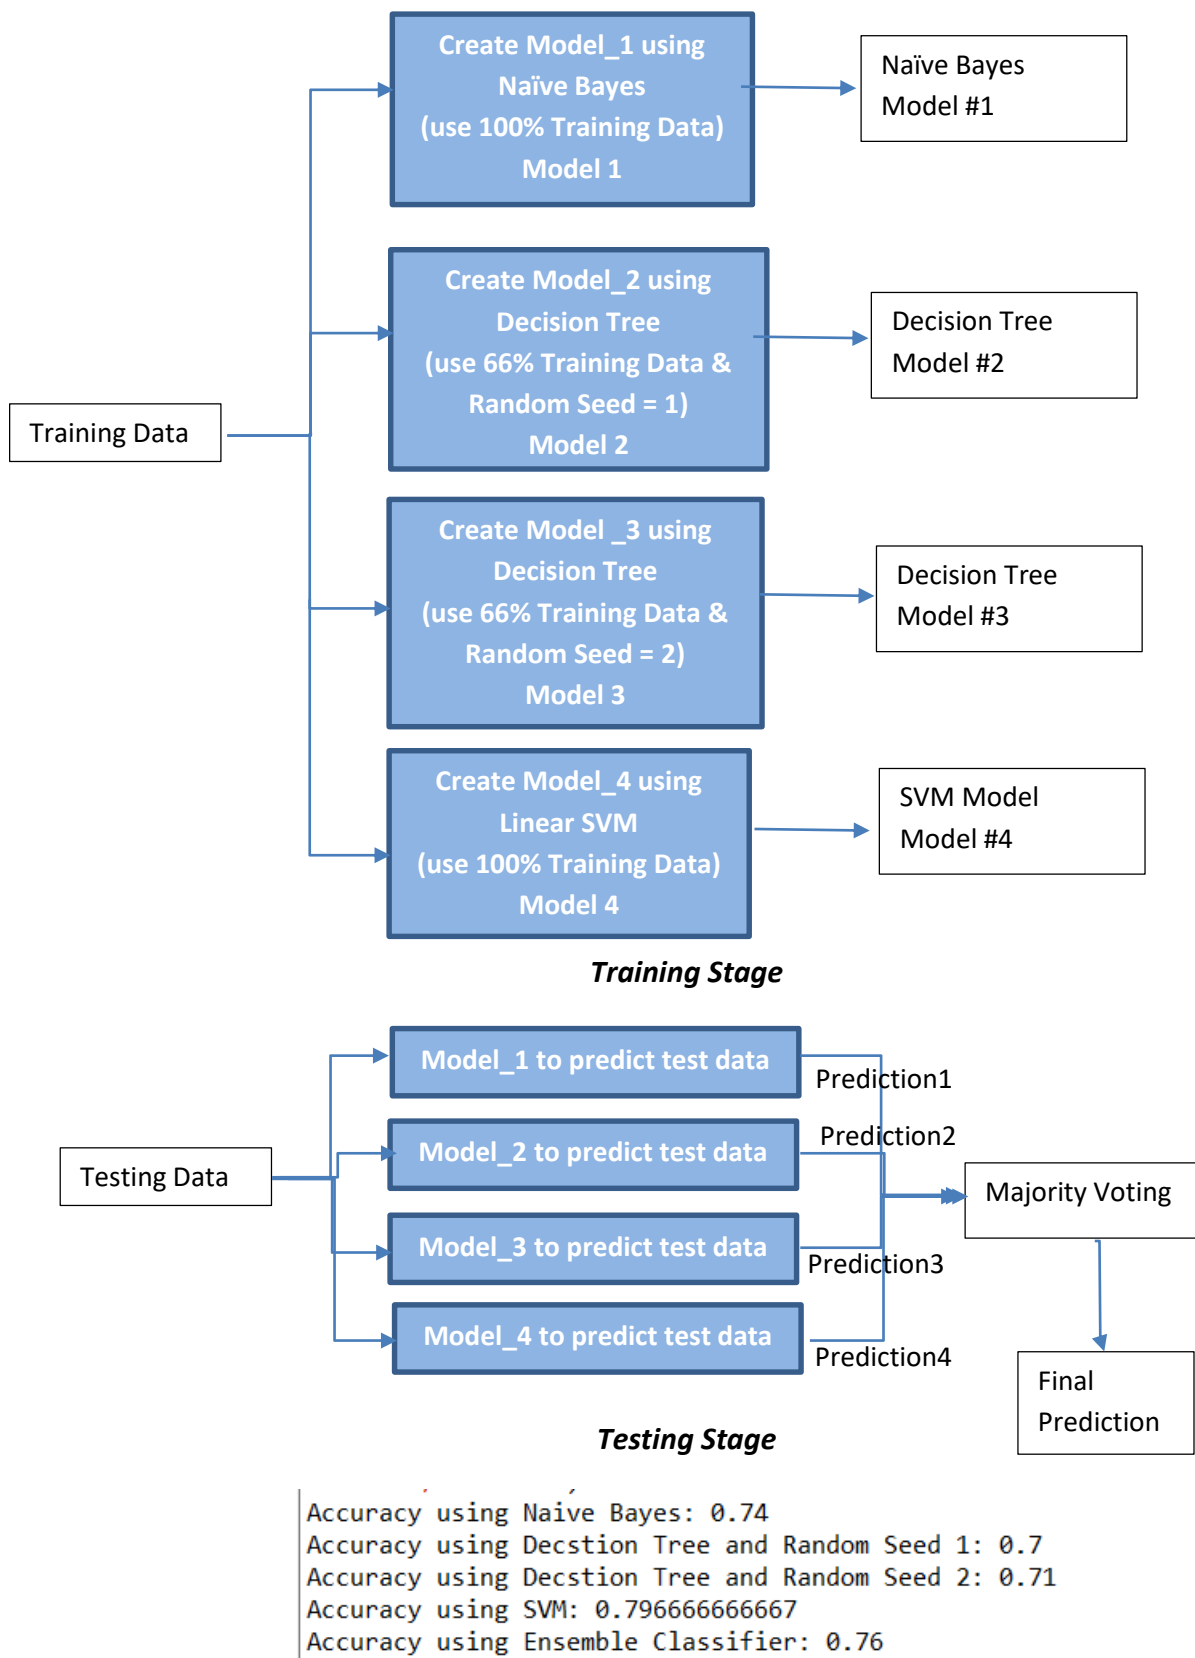 Create Model_1 using
Naïve Bayes
(use 100% Training Data)
Model 1
Naïve Bayes
Model #1
Create Model_2 using
Decision Tree
(use 66% Training Data &
Random Seed = 1)
Model 2
Decision Tree
Model #2
Training Data
Create Model _3 using
Decision Tree
(use 66% Training Data &
Random Seed = 2)
Model 3
Decision Tree
Model #3
Create Model_4 using
Linear SVM
(use 100% Training Data)
Model 4
SVM Model
Model #4
Training Stage
Model_1 to predict test data
Prediction1
Model_2 to predict test data
Prediction2
Testing Data
Majority Voting
Model_3 to predict test data
Prediction3
Model_4 to predict test data
Prediction4
Final
Prediction
Testing Stage
Accuracy using Naive Bayes: 0.74
Accuracy using Decstion Tree and Random Seed 1: 0.7
Accuracy using Decstion Tree and Random Seed 2: 0.71
Accuracy using SVM: 0.796666666667
Accuracy using Ensemble Classifier: 0.76